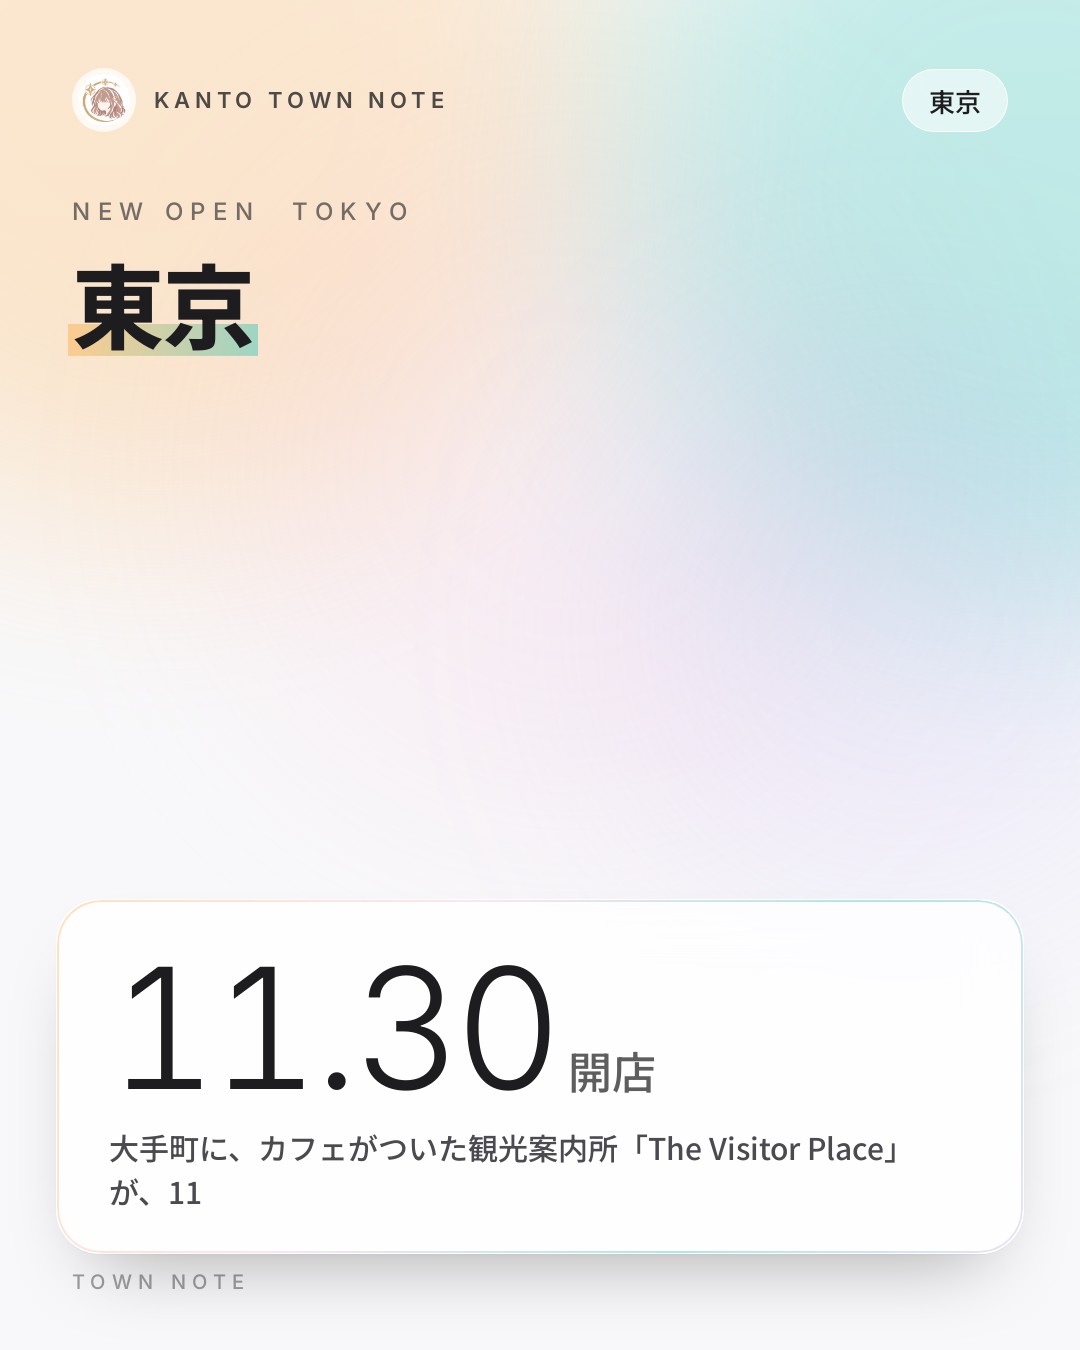 KANTO TOWN NOTE
東京
NEW OPEN TOKYO
東京
11.30 開店
大手町に、カフェがついた観光案内所「The Visitor Place」
が、11
TOWN NOTE